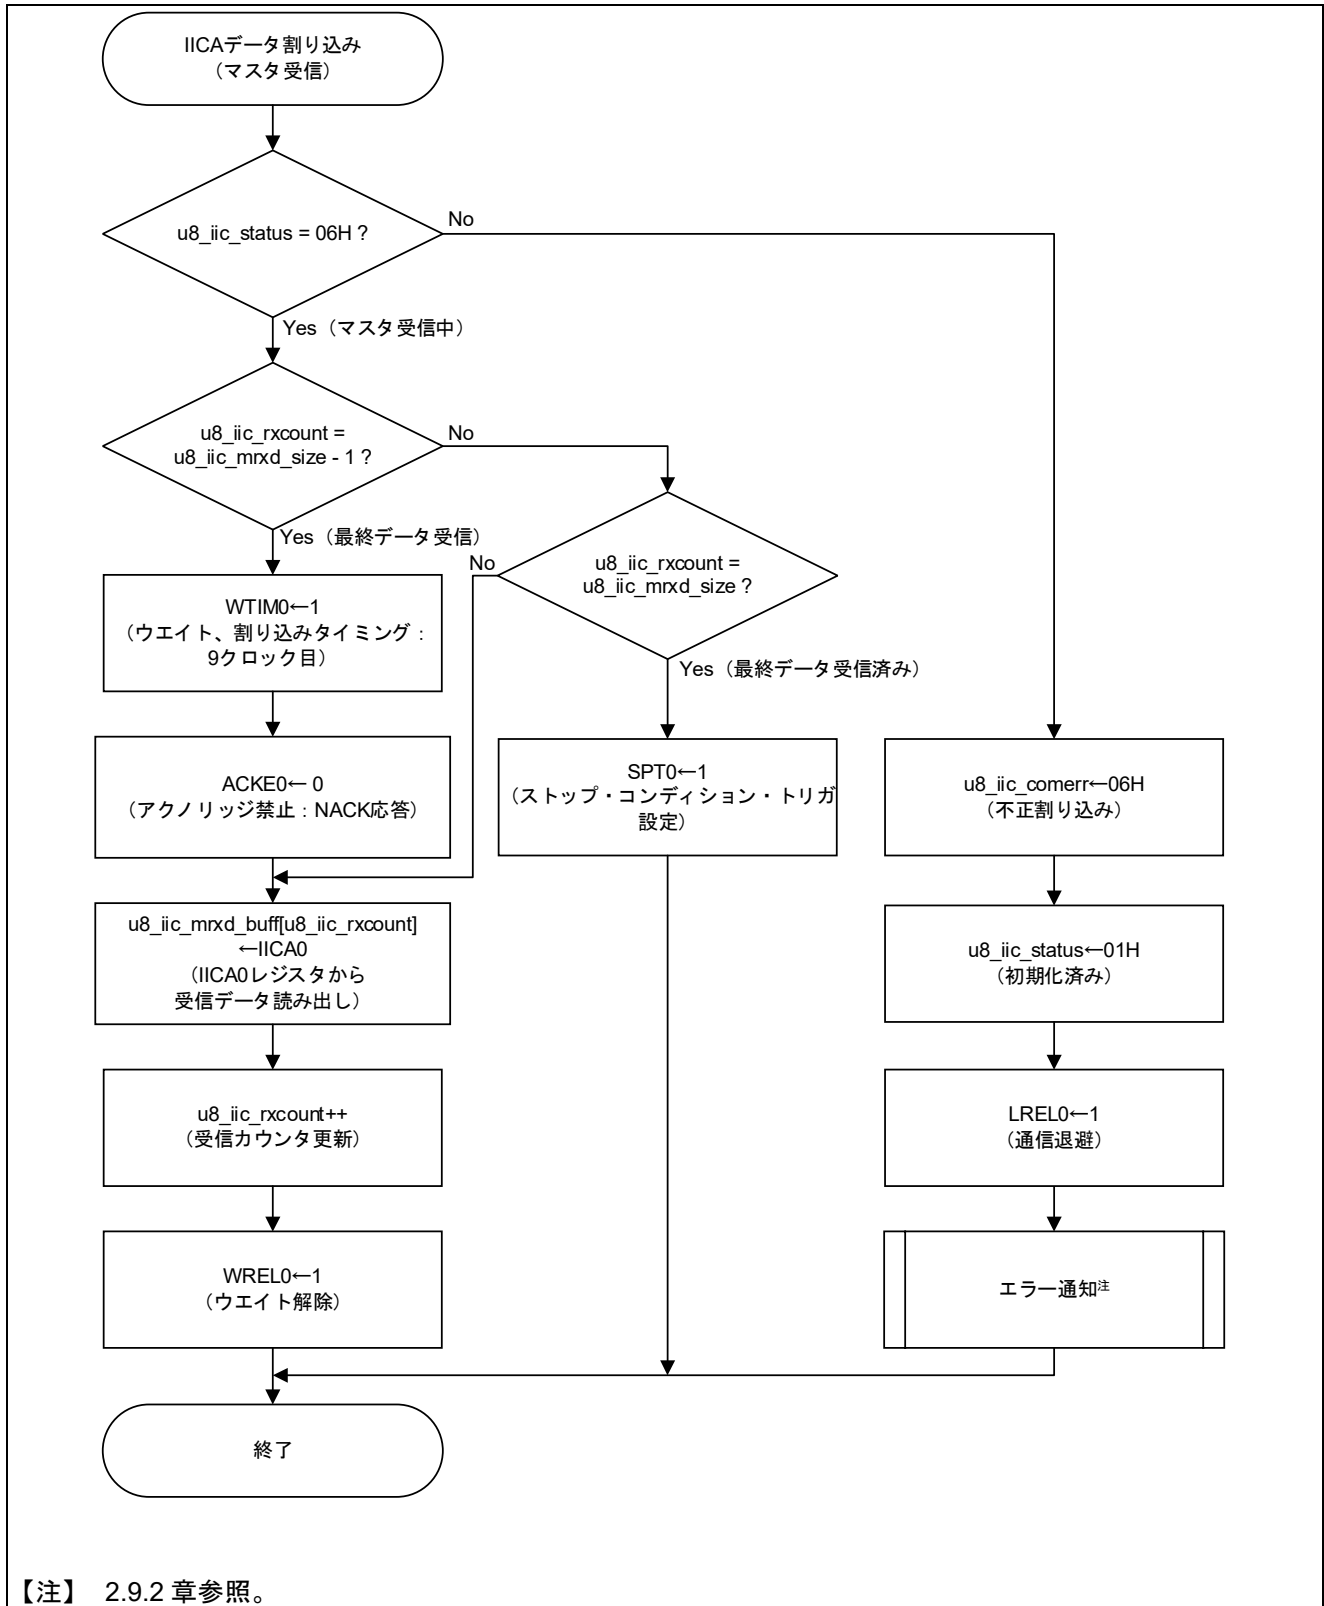 IICAデータ割り込み
（マスタ受信）
u8_iic_status = 06H ?
No
Yes（マスタ受信中）
u8_iic_rxcount =
u8_iic_mrxd_size - 1 ?
No
Yes（最終データ受信）
u8_iic_rxcount =
u8_iic_mrxd_size ?
No
Yes（最終データ受信済み）
WTIM0←1
（ウエイト、割り込みタイミング：
9クロック目）
ACKE0← 0
（アクノリッジ禁止：NACK応答）
SPT0←1
（ストップ・コンディション・トリガ
設定）
u8_iic_comerr←06H
（不正割り込み）
u8_iic_mrxd_buff[u8_iic_rxcount]
←IICA0
（IICA0レジスタから
受信データ読み出し）
u8_iic_status←01H
（初期化済み）
u8_iic_rxcount++
（受信カウンタ更新）
LREL0←1
（通信退避）
WREL0←1
（ウエイト解除）
エラー通知注
終了
【注】 2.9.2 章参照。